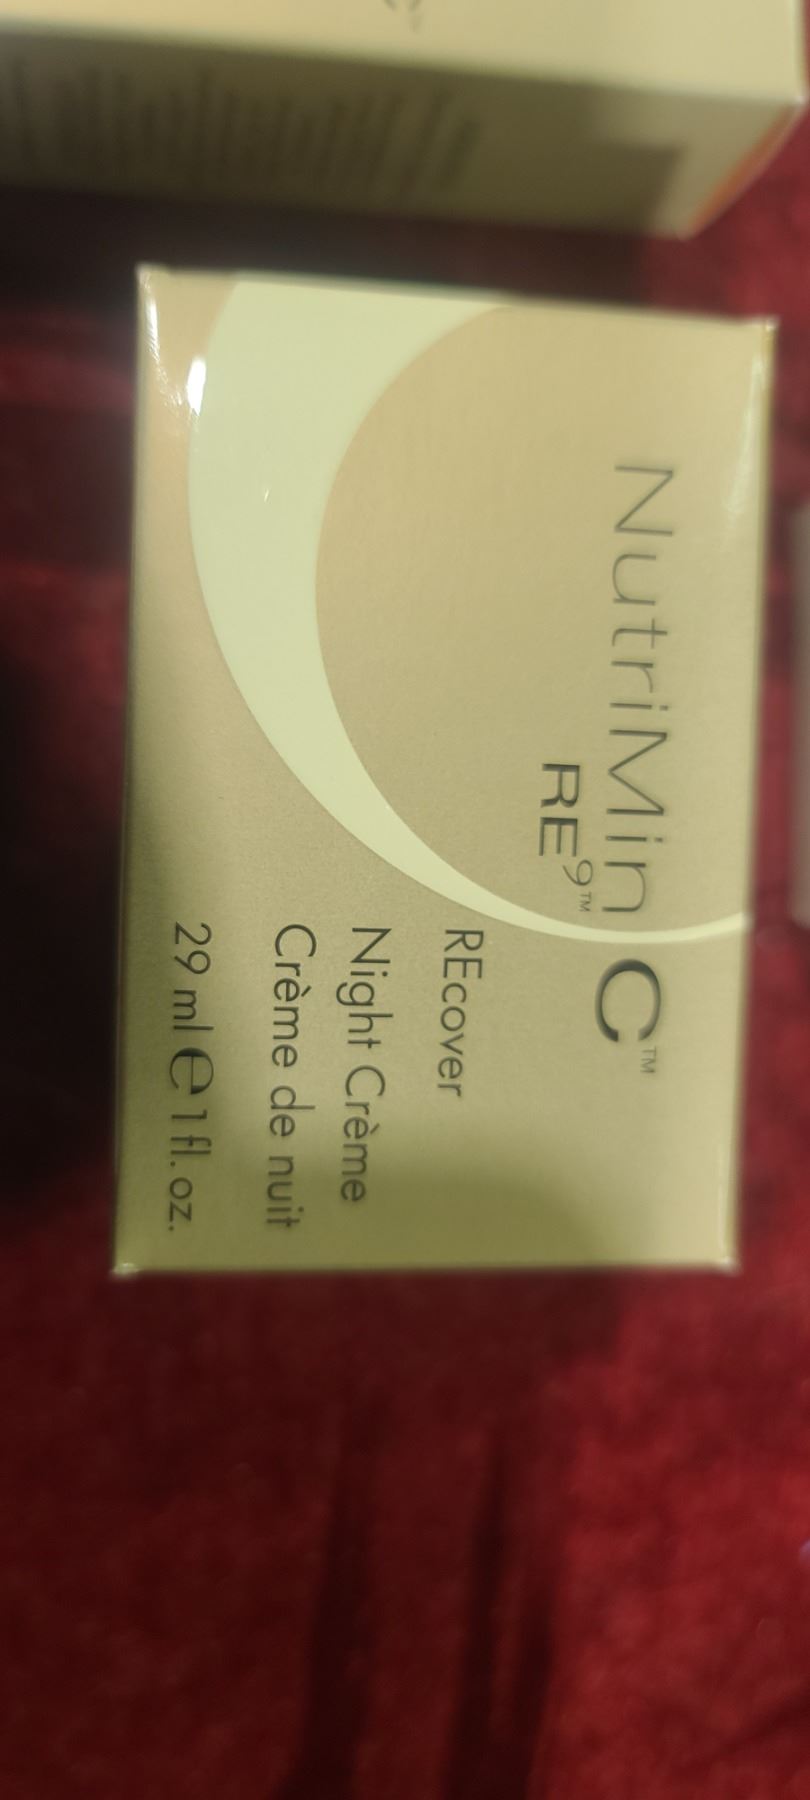 NutriMin C™
RE⁹™
REcover
Night Crème
Crème de nuit
29 ml ℮ 1 fl. oz.